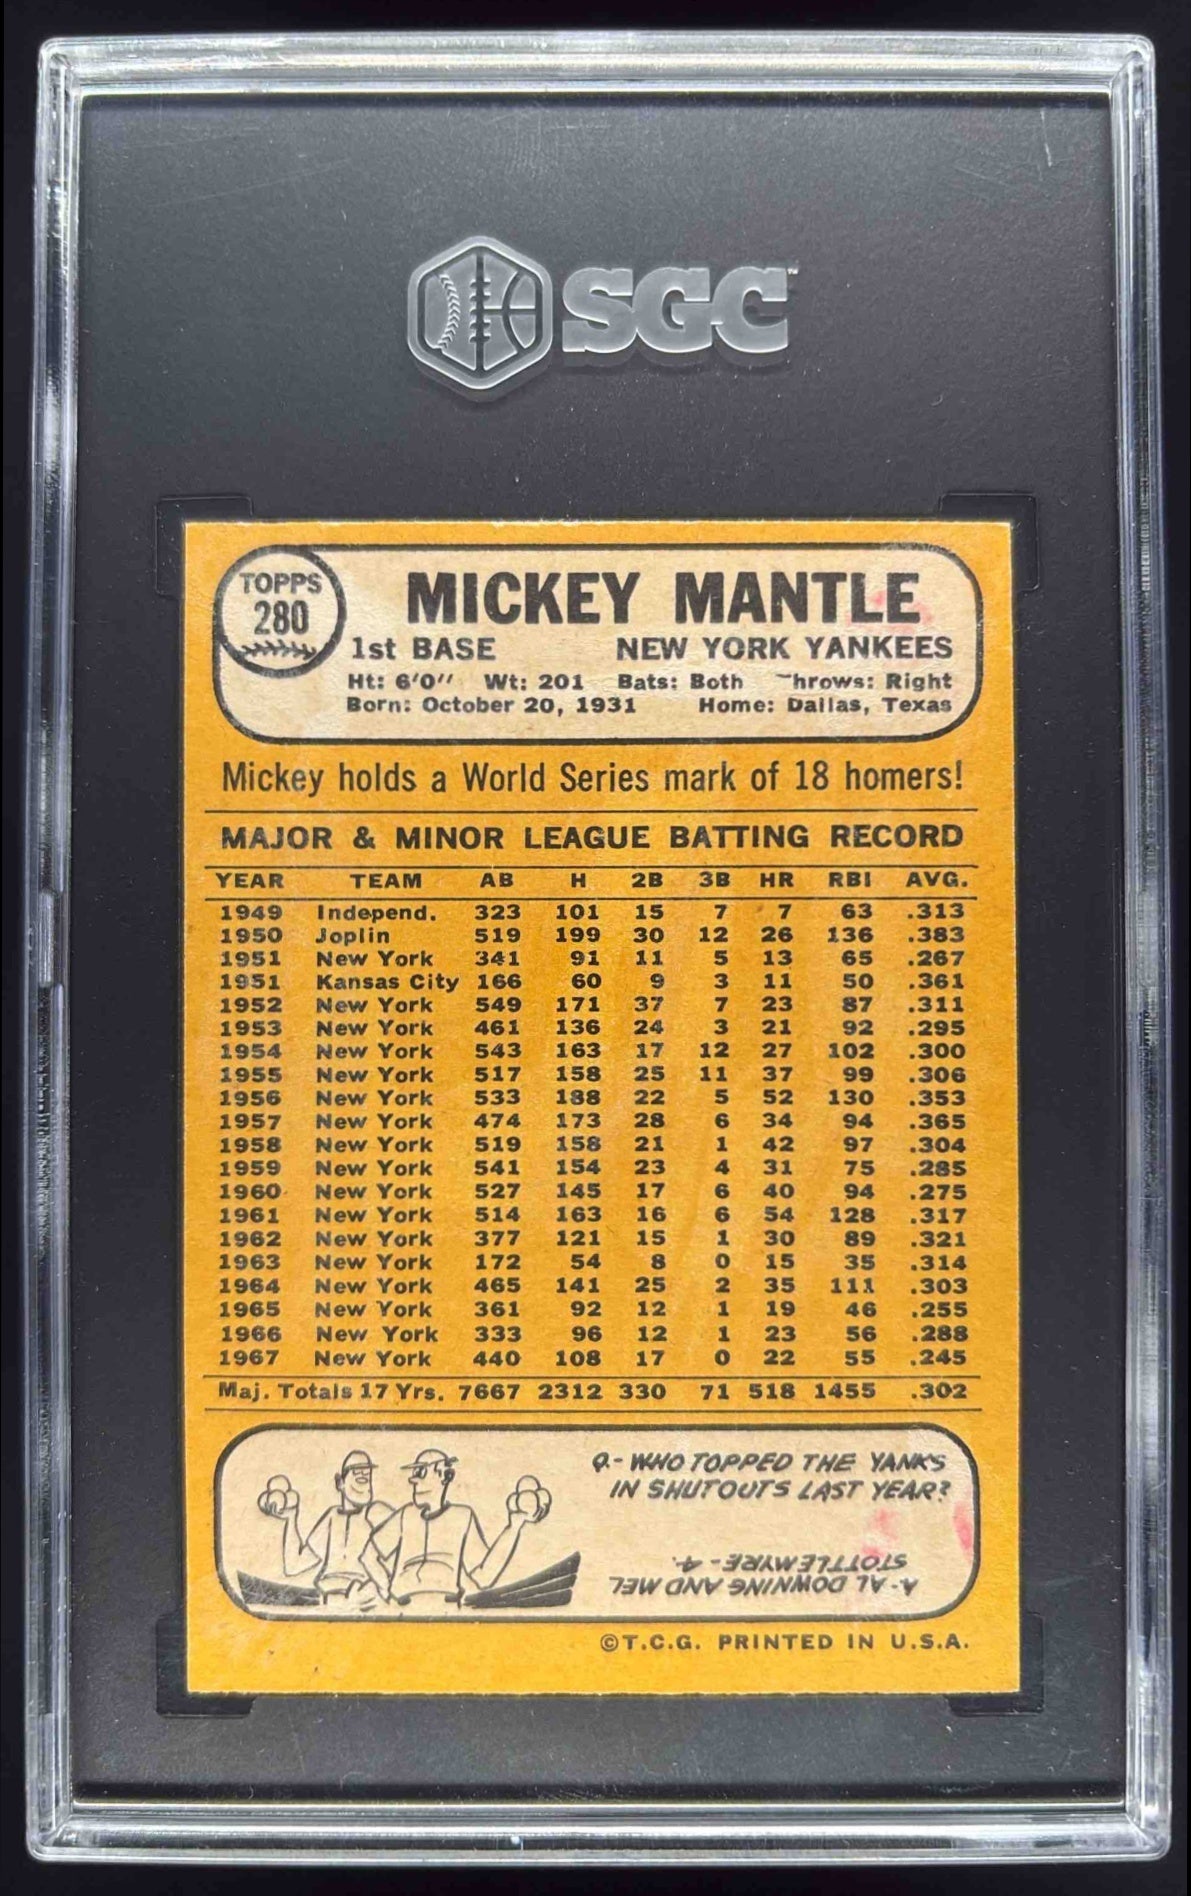 SGC™
TOPPS
280
MICKEY MANTLE
1st BASE NEW YORK YANKEES
Ht: 6'0'' Wt: 201 Bats: Both Throws: Right
Born: October 20, 1931 Home: Dallas, Texas
Mickey holds a World Series mark of 18 homers!
MAJOR & MINOR LEAGUE BATTING RECORD
YEAR TEAM AB H 2B 3B HR RBI AVG.
1949 Independ. 323 101 15 7 7 63 .313
1950 Joplin 519 199 30 12 26 136 .383
1951 New York 341 91 11 5 13 65 .267
1951 Kansas City 166 60 9 3 11 50 .361
1952 New York 549 171 37 7 23 87 .311
1953 New York 461 136 24 3 21 92 .295
1954 New York 543 163 17 12 27 102 .300
1955 New York 517 158 25 11 37 99 .306
1956 New York 533 188 22 5 52 130 .353
1957 New York 474 173 28 6 34 94 .365
1958 New York 519 158 21 1 42 97 .304
1959 New York 541 154 23 4 31 75 .285
1960 New York 527 145 17 6 40 94 .275
1961 New York 514 163 16 6 54 128 .317
1962 New York 377 121 15 1 30 89 .321
1963 New York 172 54 8 0 15 35 .314
1964 New York 465 141 25 2 35 111 .303
1965 New York 361 92 12 1 19 46 .255
1966 New York 333 96 12 1 23 56 .288
1967 New York 440 108 17 0 22 55 .245
Maj. Totals 17 Yrs. 7667 2312 330 71 518 1455 .302
Q.- WHO TOPPED THE YANKS
IN SHUTOUTS LAST YEAR?
A- AL DOWNING AND MEL
STOTTLEMYRE - 4.
©T.C.G. PRINTED IN U.S.A.